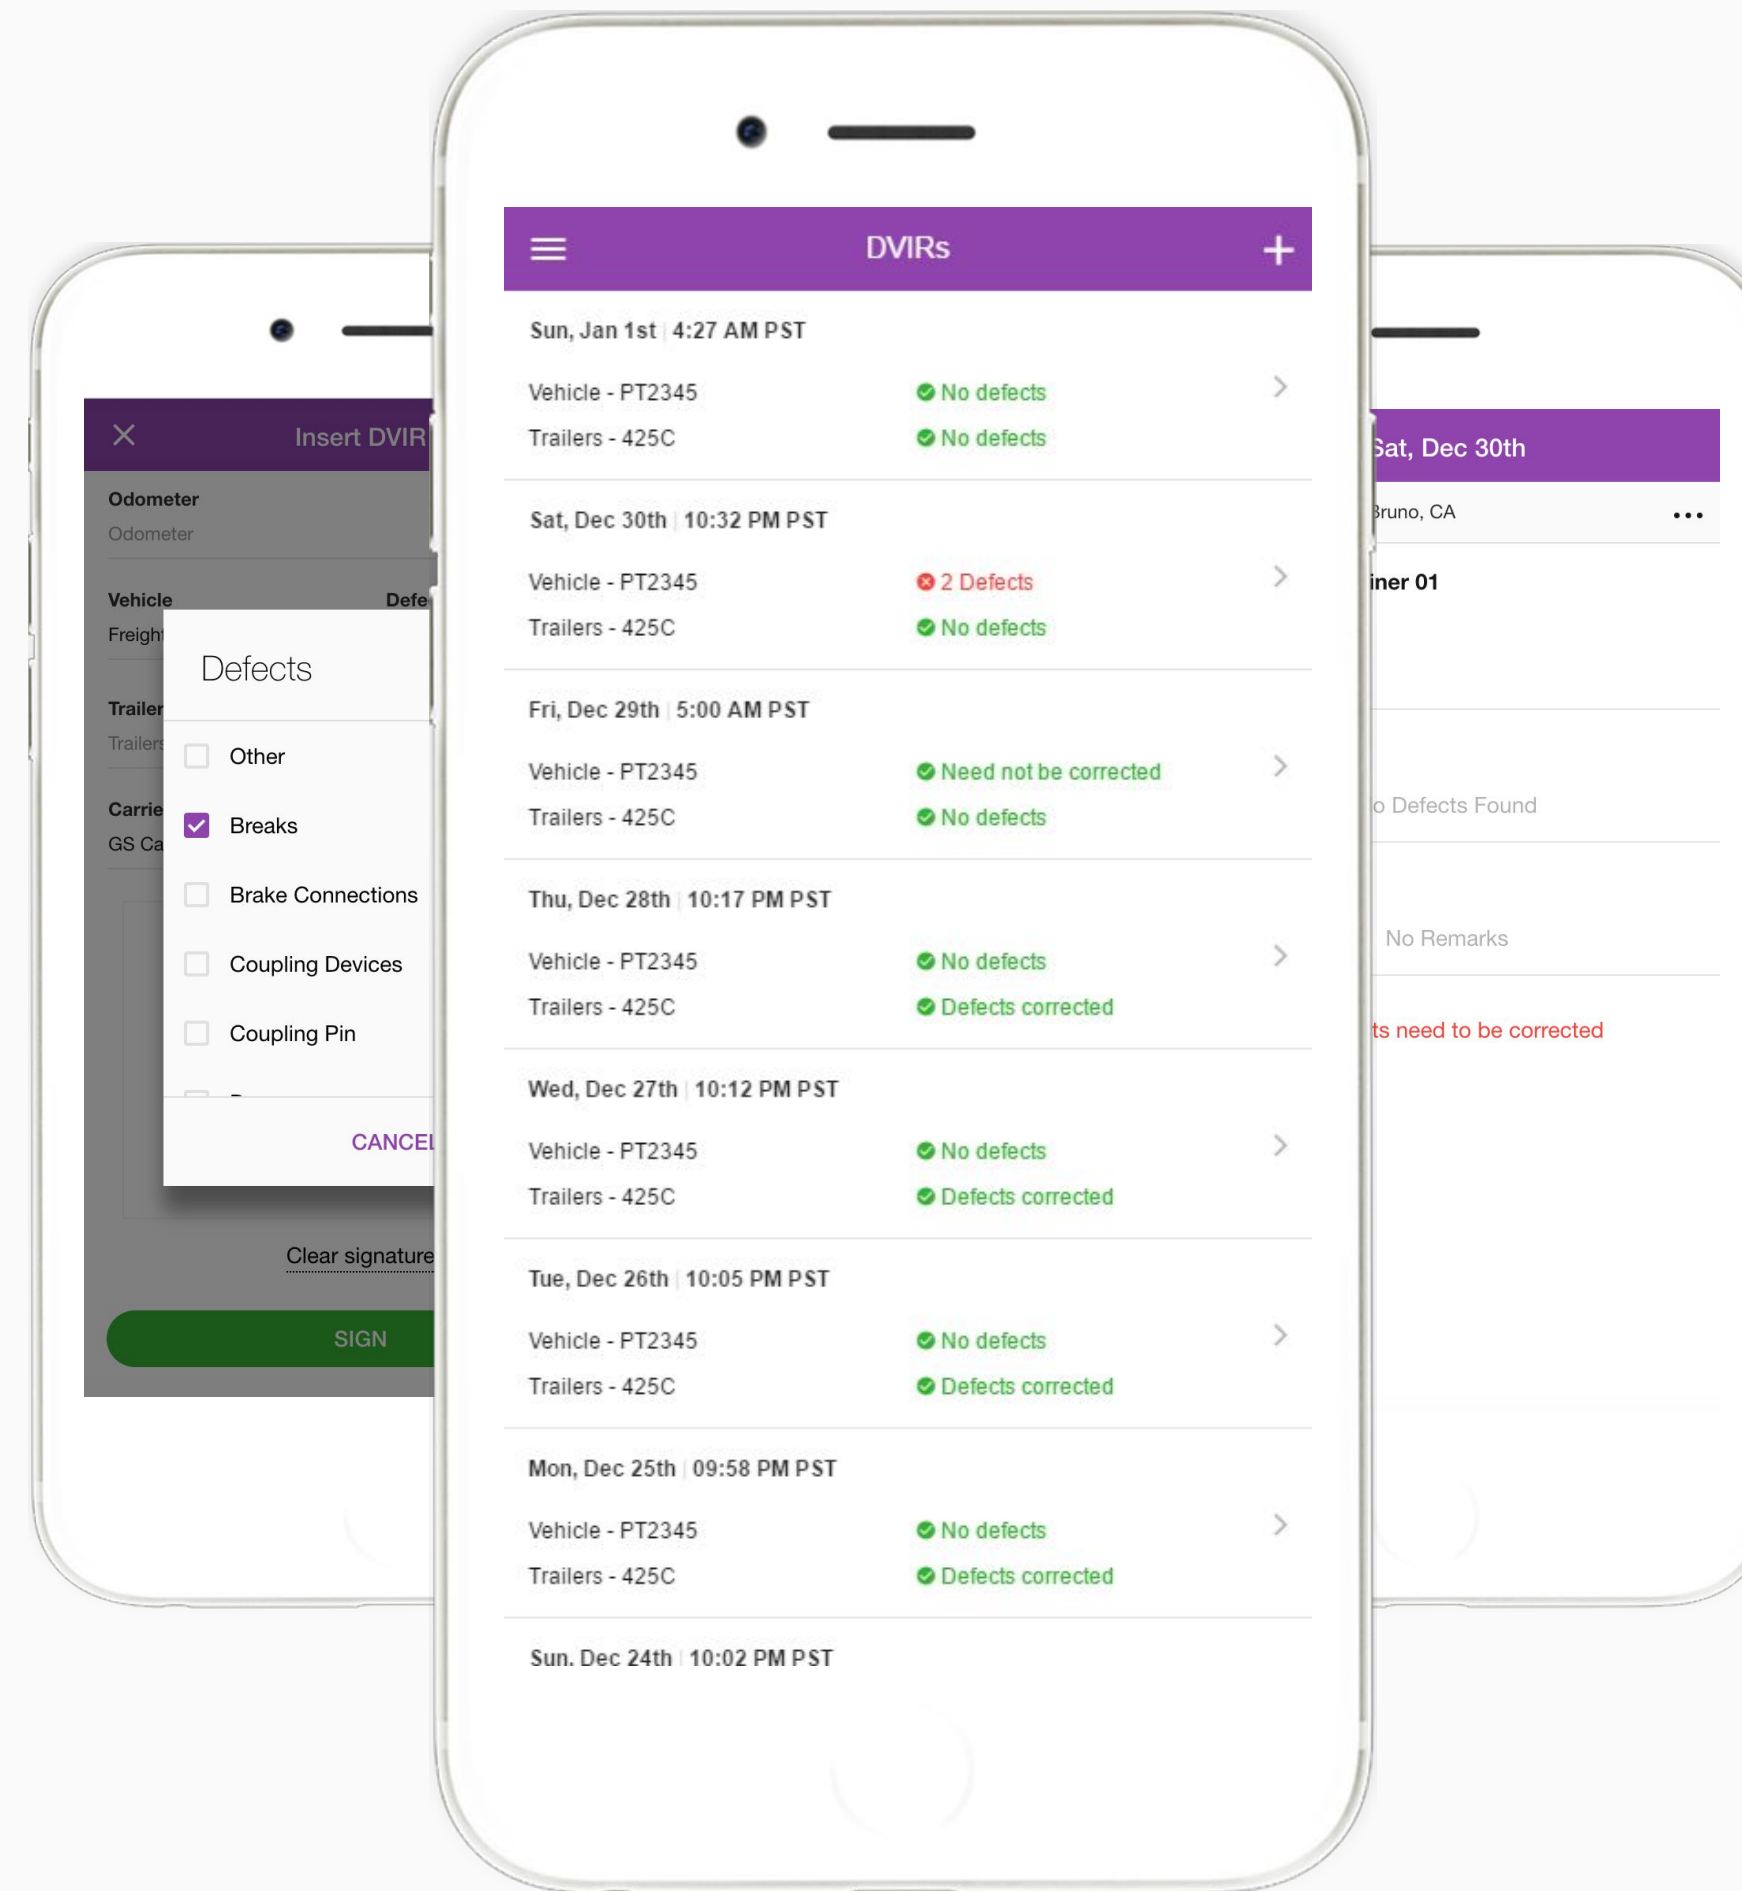 DVIRs
Sun, Jan 1st | 4:27 AM PST
Vehicle - PT2345 No defects
Trailers - 425C No defects
Sat, Dec 30th | 10:32 PM PST
Vehicle - PT2345 2 Defects
Trailers - 425C No defects
Fri, Dec 29th | 5:00 AM PST
Vehicle - PT2345 Need not be corrected
Trailers - 425C No defects
Thu, Dec 28th | 10:17 PM PST
Vehicle - PT2345 No defects
Trailers - 425C Defects corrected
Wed, Dec 27th | 10:12 PM PST
Vehicle - PT2345 No defects
Trailers - 425C Defects corrected
Tue, Dec 26th | 10:05 PM PST
Vehicle - PT2345 No defects
Trailers - 425C Defects corrected
Mon, Dec 25th | 09:58 PM PST
Vehicle - PT2345 No defects
Trailers - 425C Defects corrected
Sun, Dec 24th | 10:02 PM PST
Insert DVIR
Odometer
Odometer
Vehicle Defe
Freigh
Trailer
Trailers
Carrie
GS Ca
Defects
Other
Breaks
Brake Connections
Coupling Devices
Coupling Pin
CANCEL
Clear signature
SIGN
Sat, Dec 30th
Bruno, CA
iner 01
o Defects Found
No Remarks
ts need to be corrected